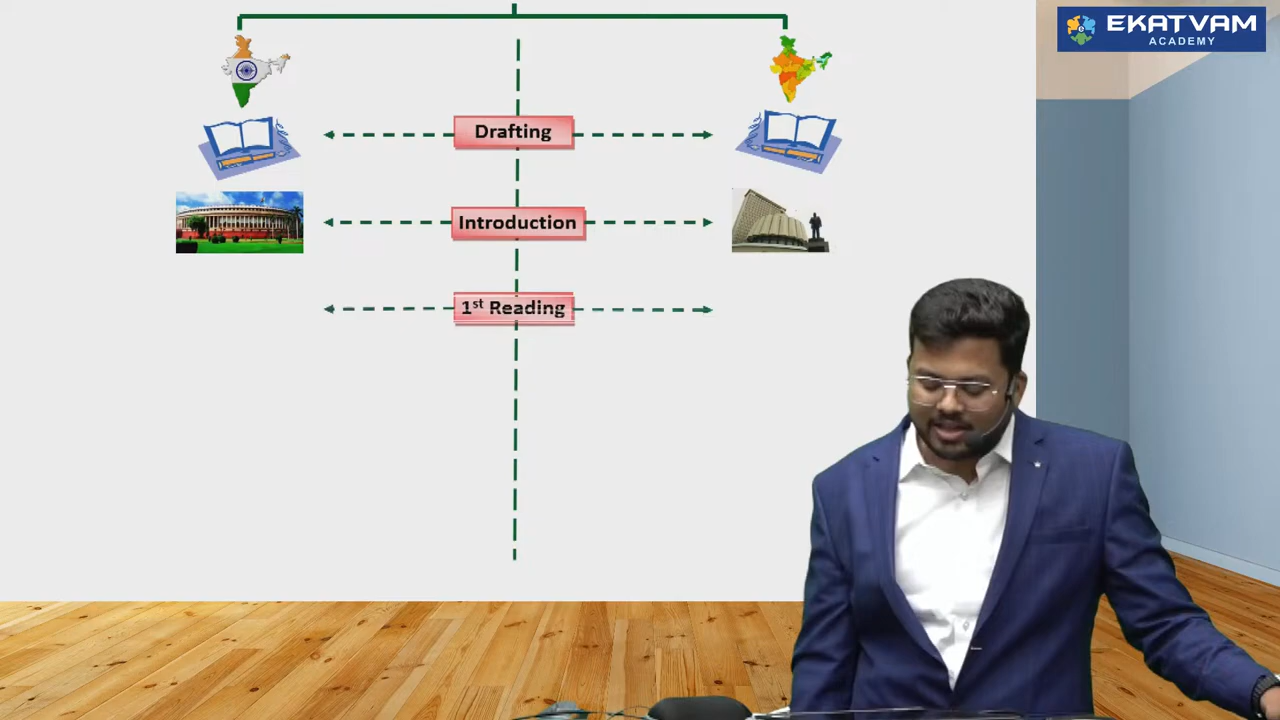 EKATVAM
ACADEMY
Drafting
Introduction
1st Reading